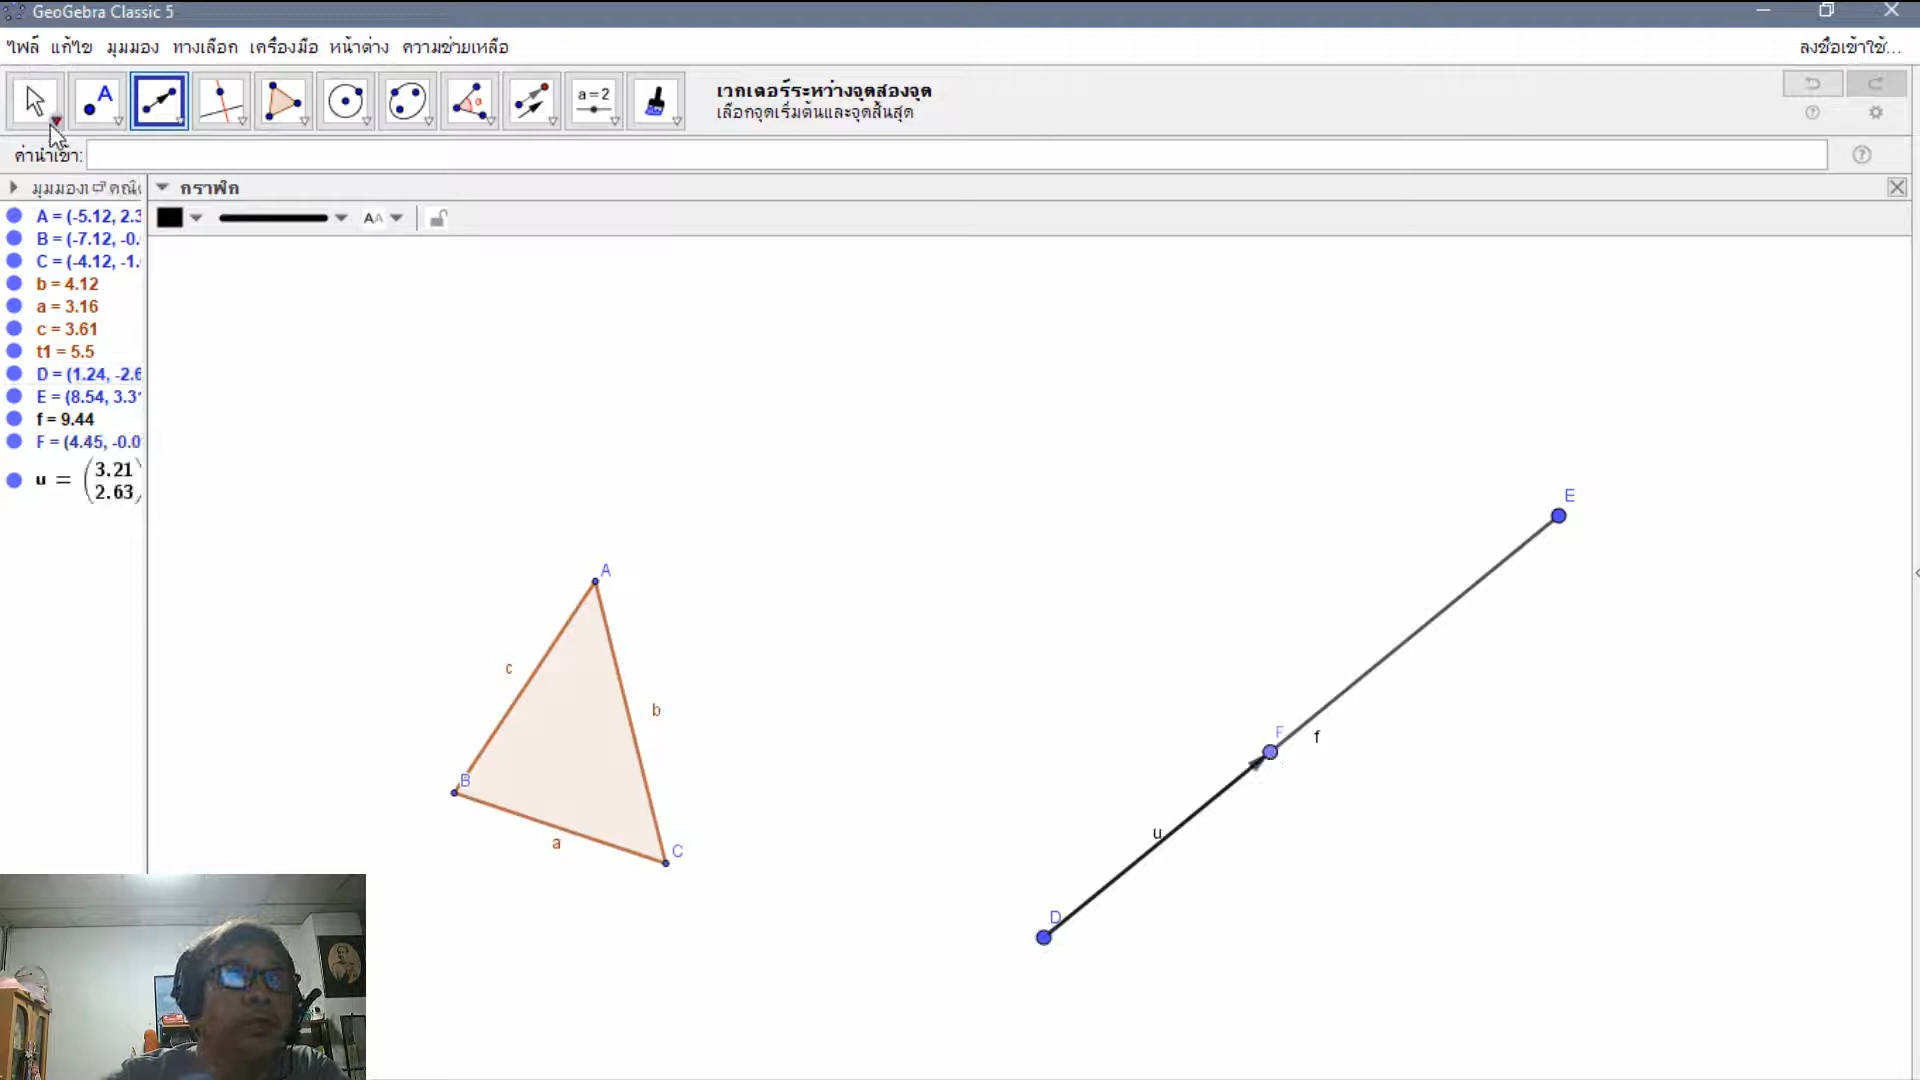 GeoGebra Classic 5
ไฟล์ แก้ไข มุมมอง ทางเลือก เครื่องมือ หน้าต่าง ความช่วยเหลือ
ลงชื่อเข้าใช้...
A
α
a = 2
เวกเตอร์ระหว่างจุดสองจุด
เลือกจุดเริ่มต้นและจุดสิ้นสุด
ค่านำเข้า:
กราฟิก
AA
A = (-5.12, 2.3
B = (-7.12, -0.
C = (-4.12, -1.
b = 4.12
a = 3.16
c = 3.61
t1 = 5.5
D = (1.24, -2.6
E = (8.54, 3.31
f = 9.44
F = (4.45, -0.0
u = (3.21
2.63)
E
A
c
b
F
f
B
u
a
C
D